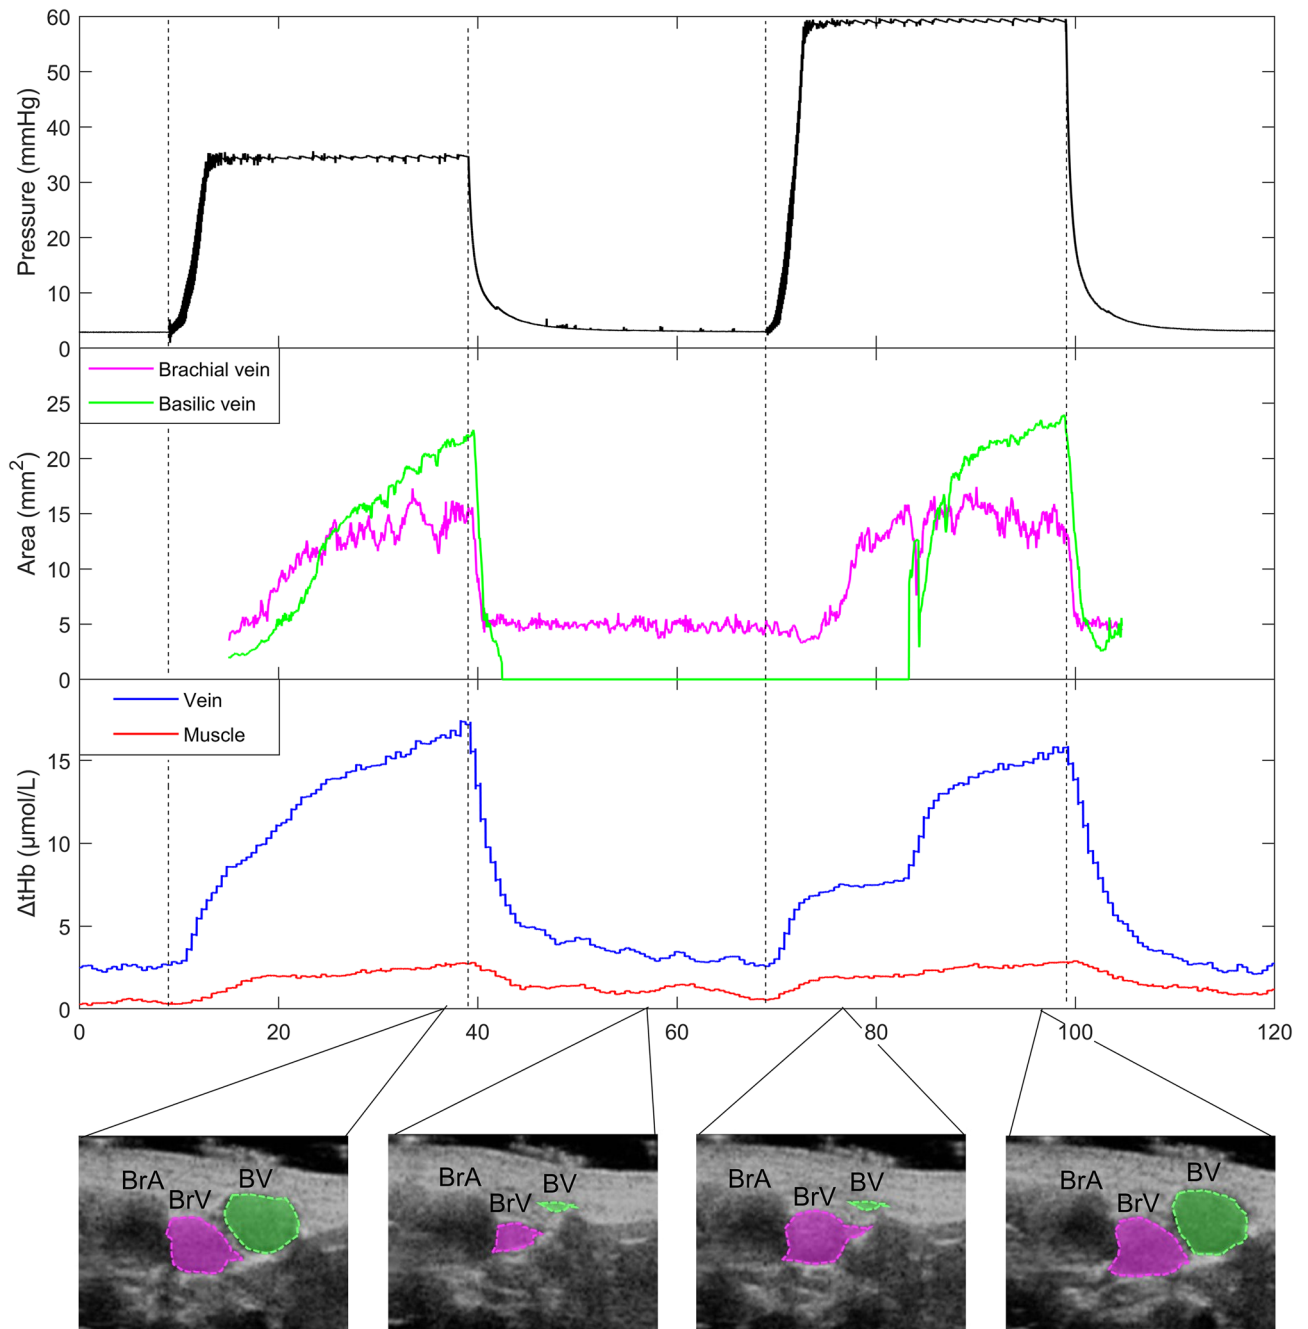 60
50
40
30
20
10
0
Pressure (mmHg)
Brachial vein
Basilic vein
25
20
15
10
5
0
Area (mm²)
Vein
Muscle
15
10
5
0
ΔtHb (μmol/L)
0 20 40 60 80 100 120
BrA BrV BV
BrA BrV BV
BrA BrV BV
BrA BrV BV